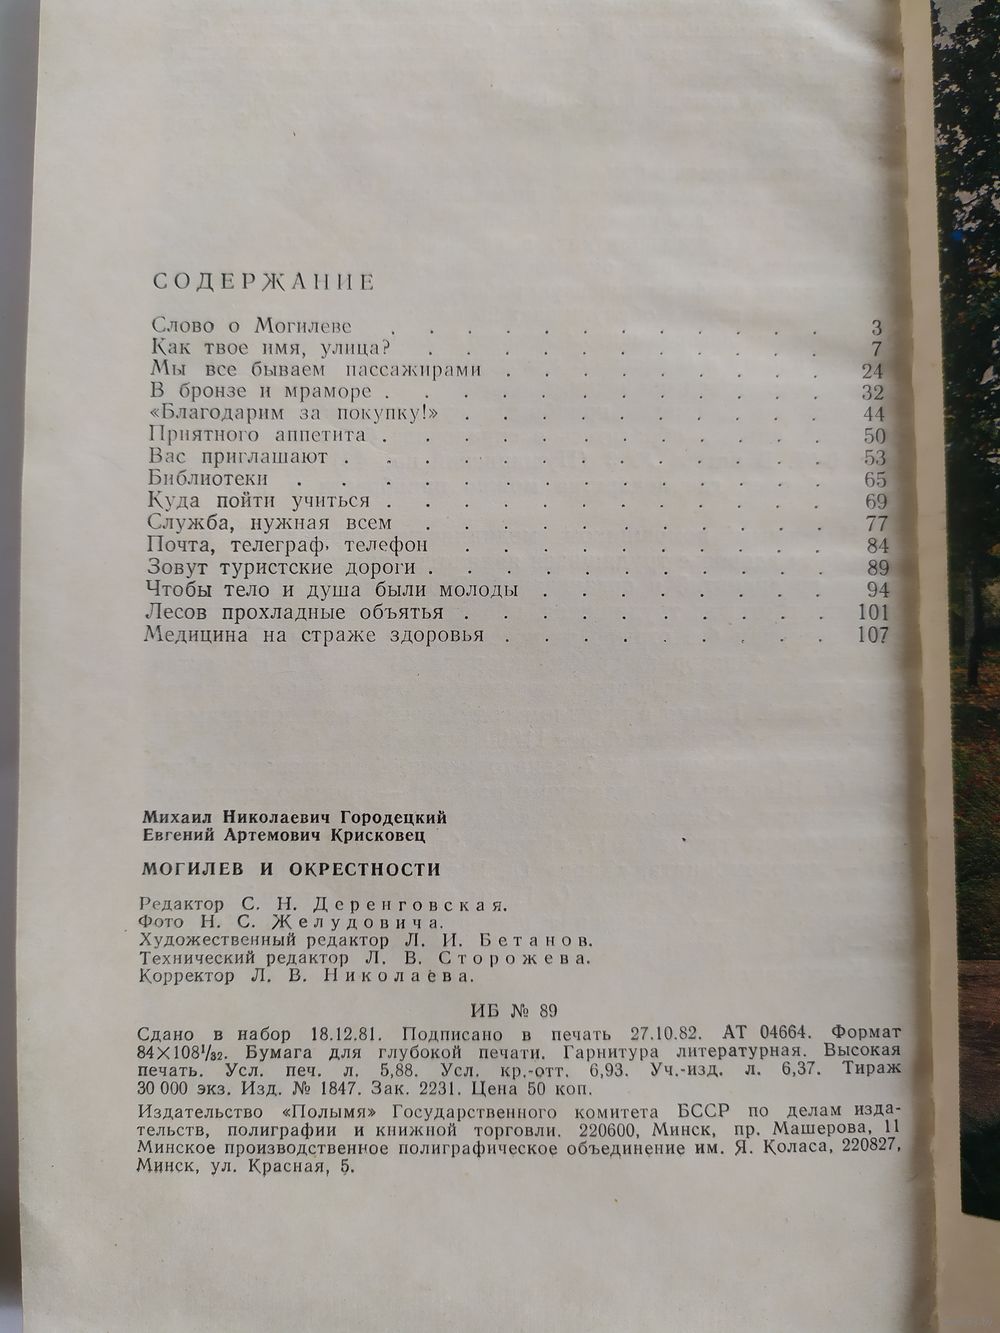 СОДЕРЖАНИЕ
Слово о Могилеве . . . . . . . . . . . . 3
Как твое имя, улица? . . . . . . . . . . . 7
Мы все бываем пассажирами . . . . . . . . . 24
В бронзе и мраморе . . . . . . . . . . . . 32
«Благодарим за покупку!» . . . . . . . . . . 44
Приятного аппетита . . . . . . . . . . . . 50
Вас приглашают . . . . . . . . . . . . . 53
Библиотеки . . . . . . . . . . . . . . 65
Куда пойти учиться . . . . . . . . . . . . 69
Служба, нужная всем . . . . . . . . . . . 77
Почта, телеграф, телефон . . . . . . . . . . 84
Зовут туристские дороги . . . . . . . . . . . 89
Чтобы тело и душа были молоды . . . . . . . . 94
Лесов прохладные объятья . . . . . . . . . . 101
Медицина на страже здоровья . . . . . . . . . 107
Михаил Николаевич Городецкий
Евгений Артемович Крисковец
МОГИЛЕВ И ОКРЕСТНОСТИ
Редактор С. Н. Деренговская.
Фото Н. С. Желудовича.
Художественный редактор Л. И. Бетанов.
Технический редактор Л. В. Сторожева.
Корректор Л. В. Николаева.
ИБ № 89
Сдано в набор 18.12.81. Подписано в печать 27.10.82. АТ 04664. Формат
84×108¹/₃₂. Бумага для глубокой печати. Гарнитура литературная. Высокая
печать. Усл. печ. л. 5,88. Усл. кр.-отт. 6,93. Уч.-изд. л. 6,37. Тираж
30 000 экз. Изд. № 1847. Зак. 2231. Цена 50 коп.
Издательство «Полымя» Государственного комитета БССР по делам изда-
тельств, полиграфии и книжной торговли. 220600, Минск, пр. Машерова, 11
Минское производственное полиграфическое объединение им. Я. Коласа, 220827,
Минск, ул. Красная, 5.